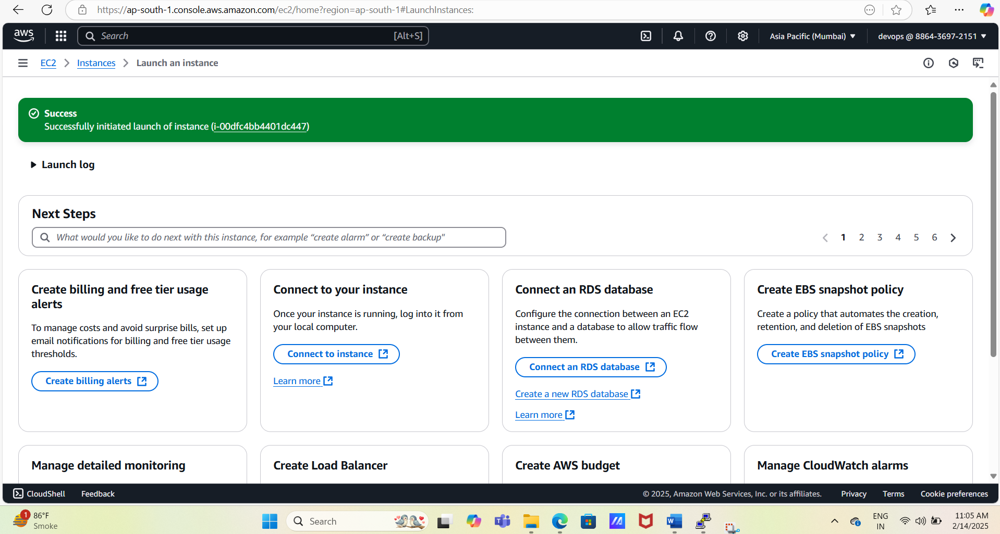 https://ap-south-1.console.aws.amazon.com/ec2/home?region=ap-south-1#LaunchInstances:
aws
Search
[Alt+S]
Asia Pacific (Mumbai)
devops @ 8864-3697-2151
EC2
Instances
Launch an instance
Success
Successfully initiated launch of instance (i-00dfc4bb4401dc447)
Launch log
Next Steps
What would you like to do next with this instance, for example “create alarm” or “create backup”
1 2 3 4 5 6
Create billing and free tier usage
alerts
To manage costs and avoid surprise bills, set up
email notifications for billing and free tier usage
thresholds.
Create billing alerts
Connect to your instance
Once your instance is running, log into it from
your local computer.
Connect to instance
Learn more
Connect an RDS database
Configure the connection between an EC2
instance and a database to allow traffic flow
between them.
Connect an RDS database
Create a new RDS database
Learn more
Create EBS snapshot policy
Create a policy that automates the creation,
retention, and deletion of EBS snapshots
Create EBS snapshot policy
Manage detailed monitoring
Create Load Balancer
Create AWS budget
Manage CloudWatch alarms
CloudShell
Feedback
© 2025, Amazon Web Services, Inc. or its affiliates.
Privacy
Terms
Cookie preferences
1
86°F
Smoke
Search
W
ENG
IN
11:05 AM
2/14/2025